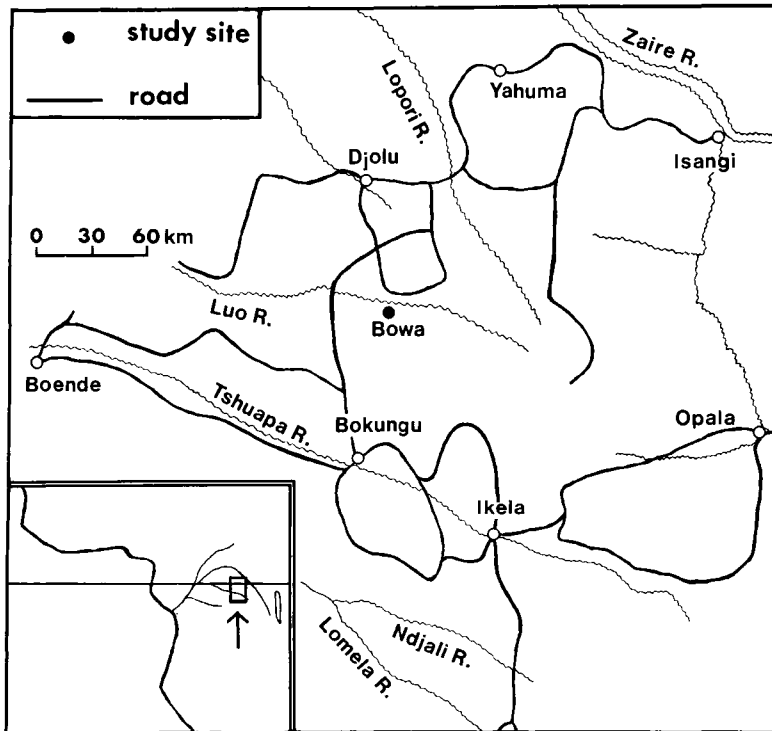 study site
road
Zaire R.
Lopori R.
Yahuma
Isangi
Djolu
0 30 60 km
Luo R.
Bowa
Boende
Tshuapa R.
Bokungu
Opala
Ikela
Ndjali R.
Lomela R.